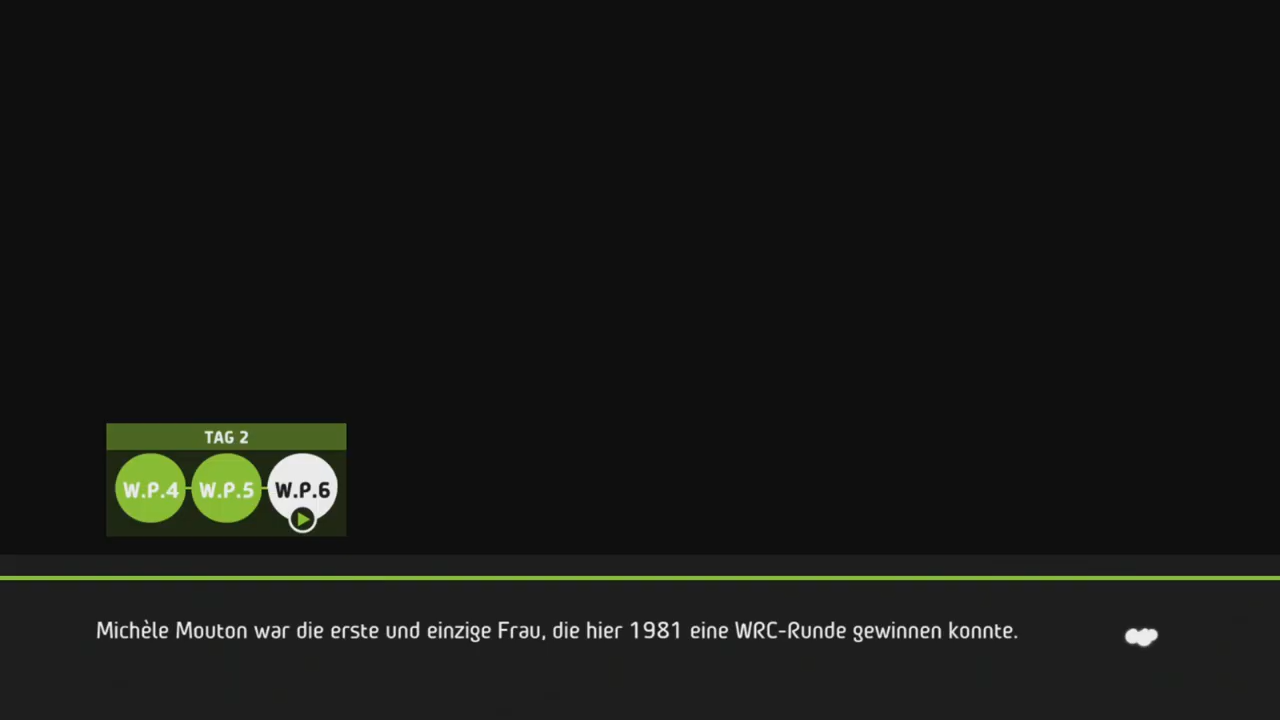 TAG 2
W.P.4 W.P.5 W.P.6
Michèle Mouton war die erste und einzige Frau, die hier 1981 eine WRC-Runde gewinnen konnte.